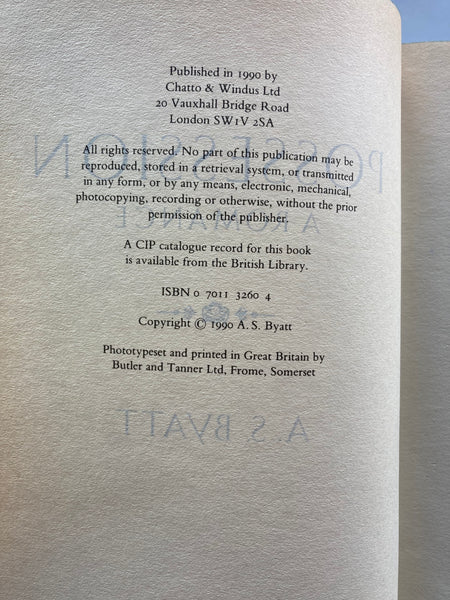 Published in 1990 by
Chatto & Windus Ltd
20 Vauxhall Bridge Road
London SW1V 2SA
All rights reserved. No part of this publication may be
reproduced, stored in a retrieval system, or transmitted
in any form, or by any means, electronic, mechanical,
photocopying, recording or otherwise, without the prior
permission of the publisher.
A CIP catalogue record for this book
is available from the British Library.
ISBN 0 7011 3260 4
Copyright © 1990 A. S. Byatt
Phototypeset and printed in Great Britain by
Butler and Tanner Ltd, Frome, Somerset
POSSESSION
A ROMANCE
A. S. BYATT